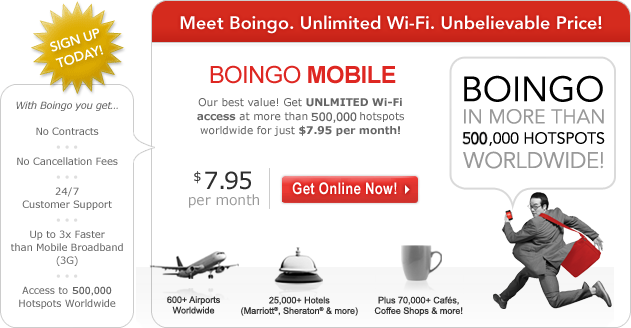 Meet Boingo. Unlimited Wi-Fi. Unbelievable Price!
SIGN UP
TODAY!
With Boingo you get...
No Contracts
No Cancellation Fees
24/7
Customer Support
Up to 3x Faster
than Mobile Broadband
(3G)
Access to 500,000
Hotspots Worldwide
BOINGO MOBILE
Our best value! Get UNLMITED Wi-Fi
access at more than 500,000 hotspots
worldwide for just $7.95 per month!
$7.95
per month
Get Online Now!
BOINGO
IN MORE THAN
500,000 HOTSPOTS
WORLDWIDE!
600+ Airports
Worldwide
25,000+ Hotels
(Marriott®, Sheraton® & more)
Plus 70,000+ Cafés,
Coffee Shops & more!